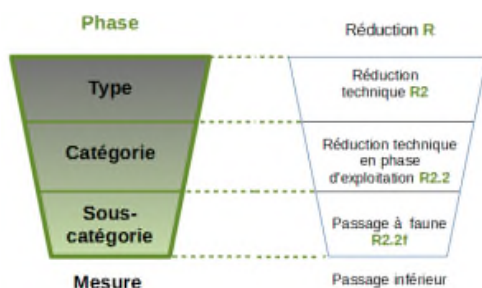 Phase
Réduction R
Type
Réduction
technique R2
Catégorie
Réduction technique
en phase
d'exploitation R2.2
Sous-
catégorie
Passage à faune
R2.2f
Mesure
Passage inférieur